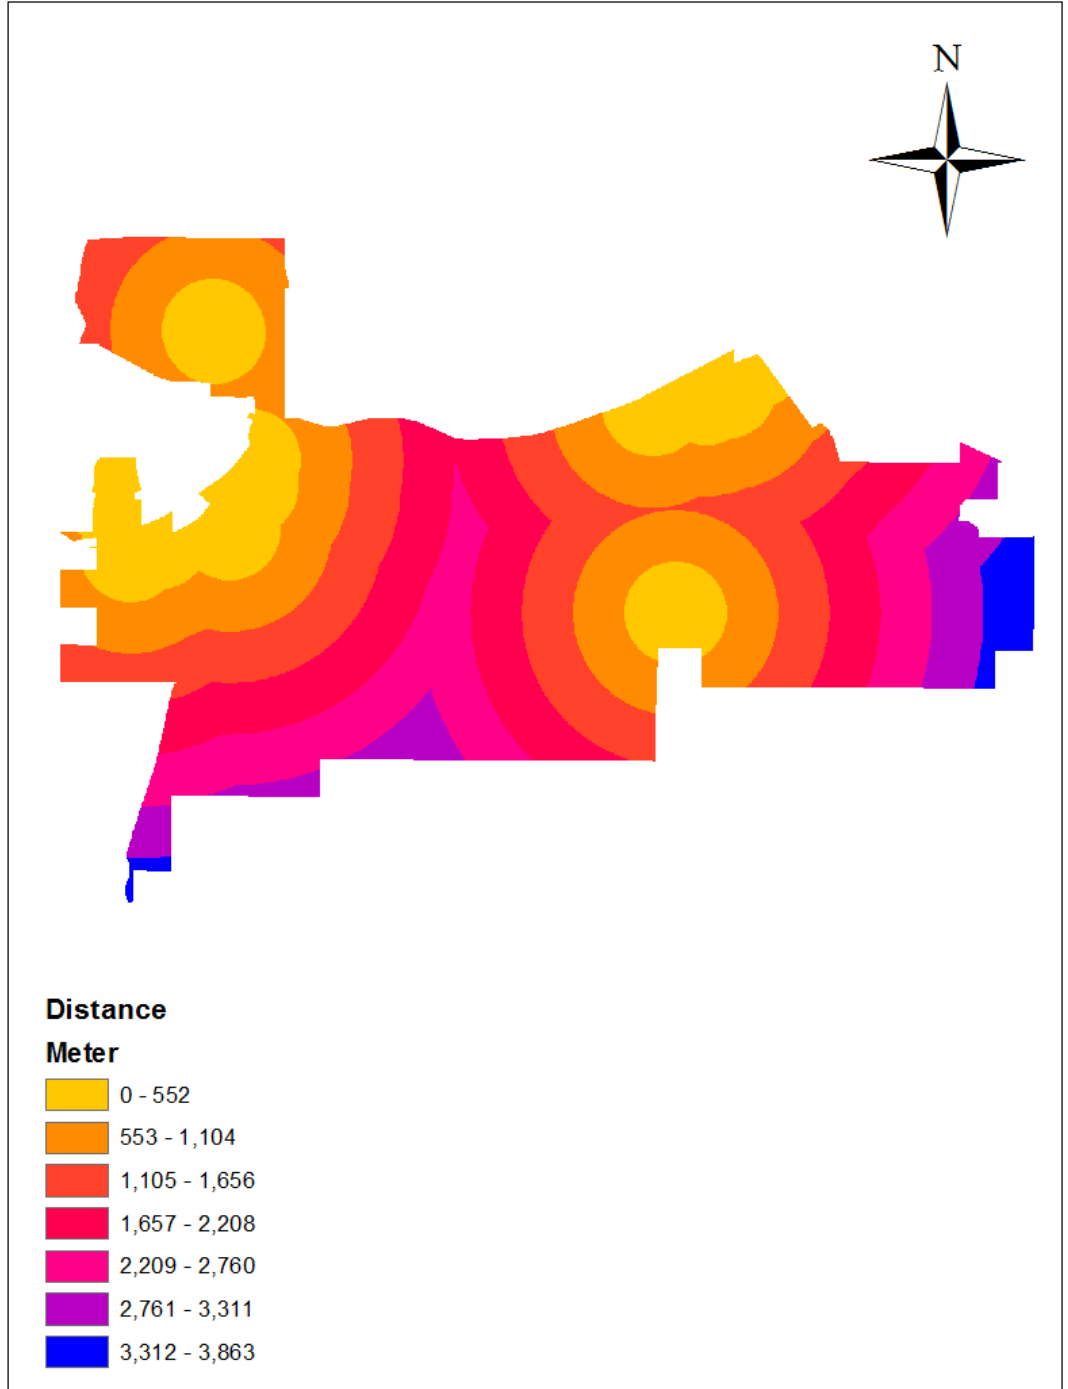 N
Distance
Meter
0 - 552
553 - 1,104
1,105 - 1,656
1,657 - 2,208
2,209 - 2,760
2,761 - 3,311
3,312 - 3,863